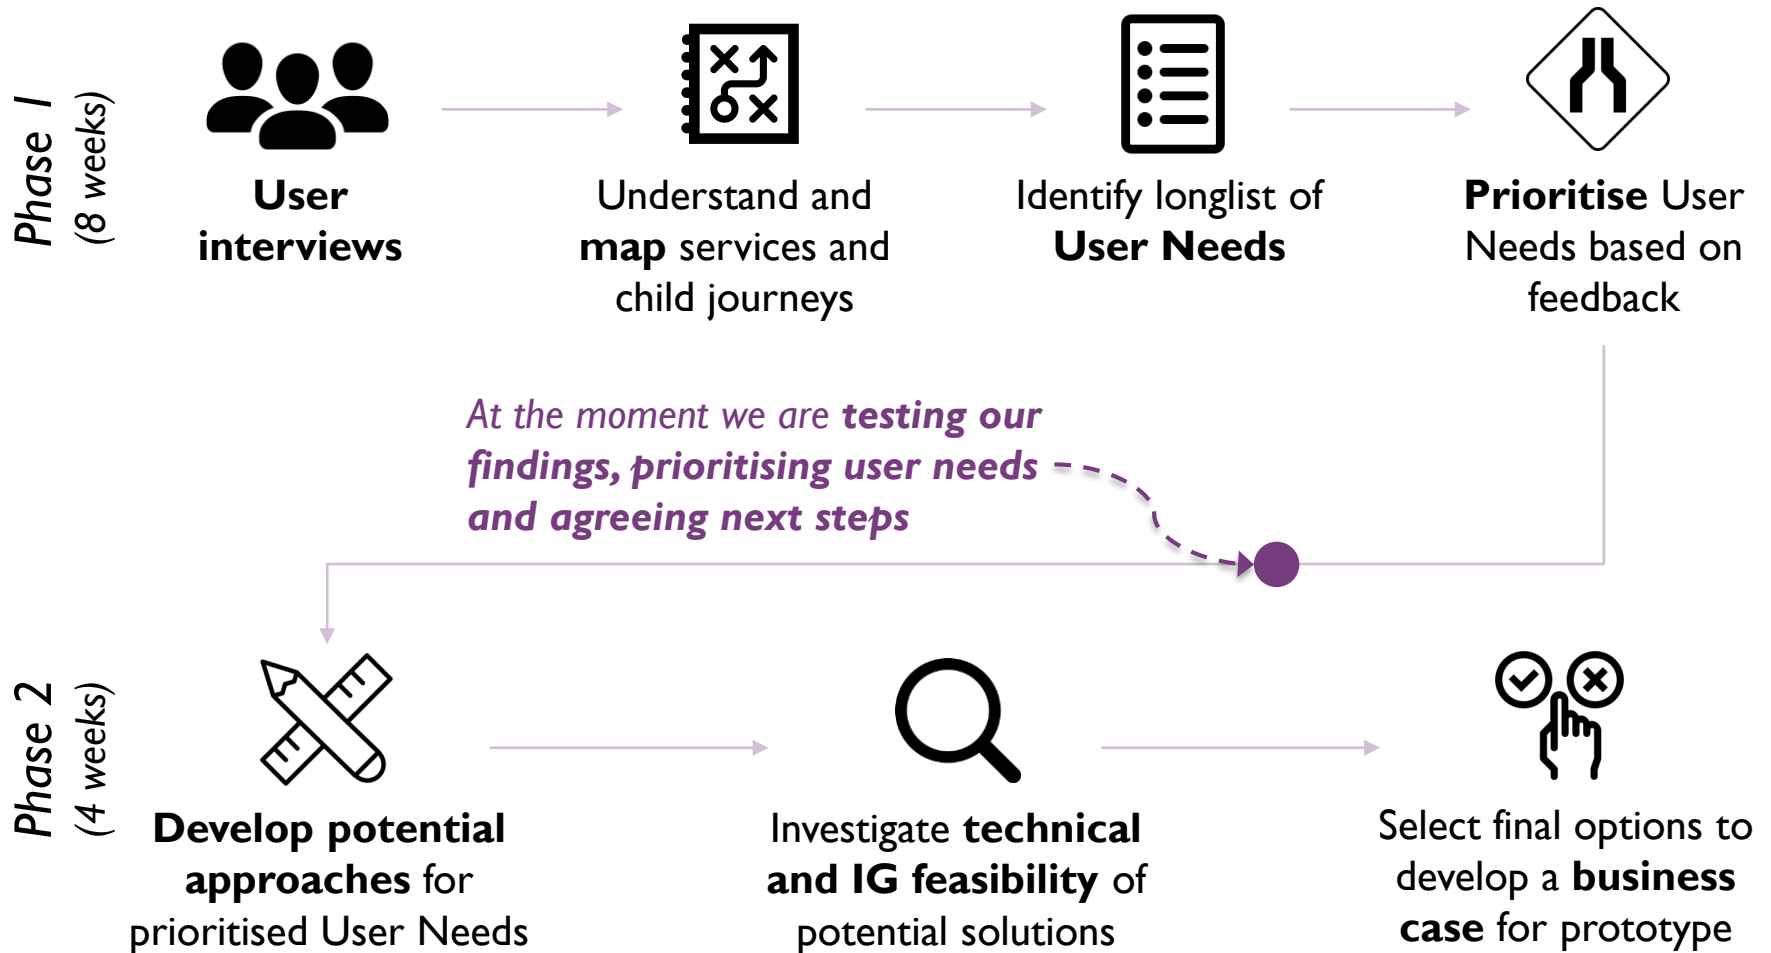 Phase 1
(8 weeks)
User
interviews
Understand and
map services and
child journeys
Identify longlist of
User Needs
Prioritise User
Needs based on
feedback
At the moment we are testing our
findings, prioritising user needs
and agreeing next steps
Phase 2
(4 weeks)
Develop potential
approaches for
prioritised User Needs
Investigate technical
and IG feasibility of
potential solutions
Select final options to
develop a business
case for prototype